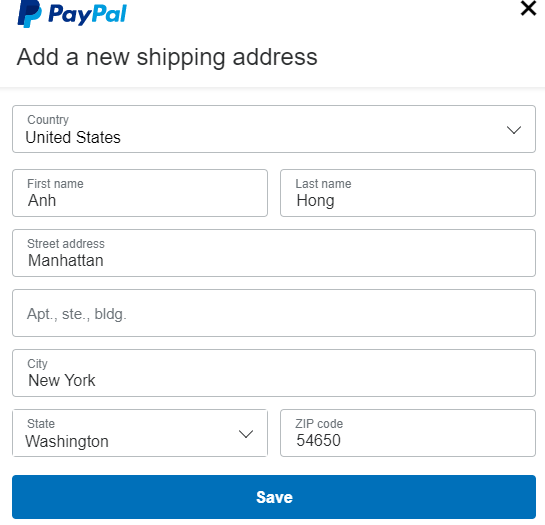 PayPal
Add a new shipping address
Country
United States
First name
Anh
Last name
Hong
Street address
Manhattan
Apt., ste., bldg.
City
New York
State
Washington
ZIP code
54650
Save